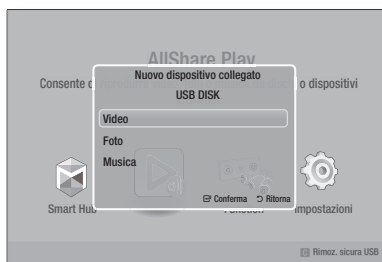 AllShare Play
Nuovo dispositivo collegato
Consente d o dispositivi
USB DISK
Video
Foto
Musica
Conferma Ritorna
Smart Hub Function Impostazioni
C Rimoz. sicura USB